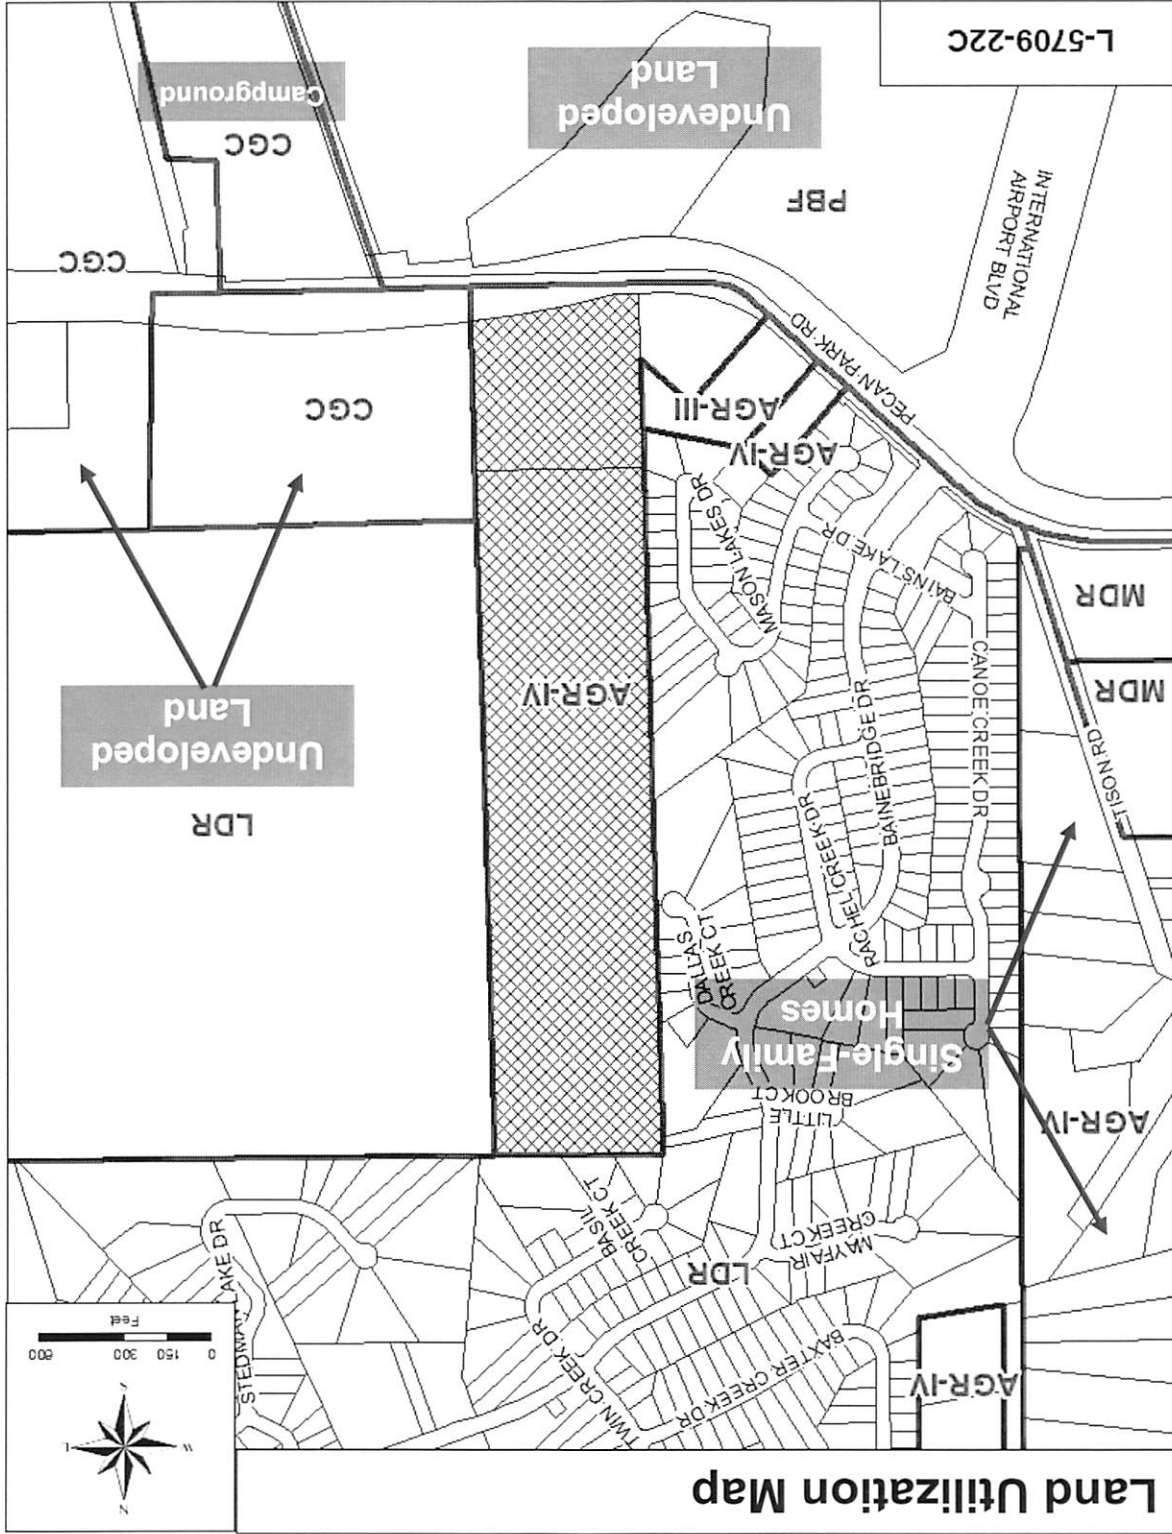 Land Utilization Map
N
W
E
S
0 150 300 600
Feet
AGR-IV
BAXTER CREEK DR
TWIN CREEK DR
STEDMAN LAKE DR
LDR
MAYFAIR
CREEK CT
BASIL
CREEK CT
AGR-IV
LITTLE
BROOK CT
Single-Family
Homes
DALLAS
CREEK CT
RACHEL CREEK DR
LDR
TISON RD
CANOE CREEK DR
BAINEBRIDGE DR
Undeveloped
Land
MDR
AGR-IV
MDR
MASON LAKES DR
BAINS LAKE DR
AGR-IV
AGR-III
CGC
PECAN PARK RD
INTERNATIONAL
AIRPORT BLVD
CGC
PBF
CGC
Undeveloped
Land
Campground
L-5709-22C